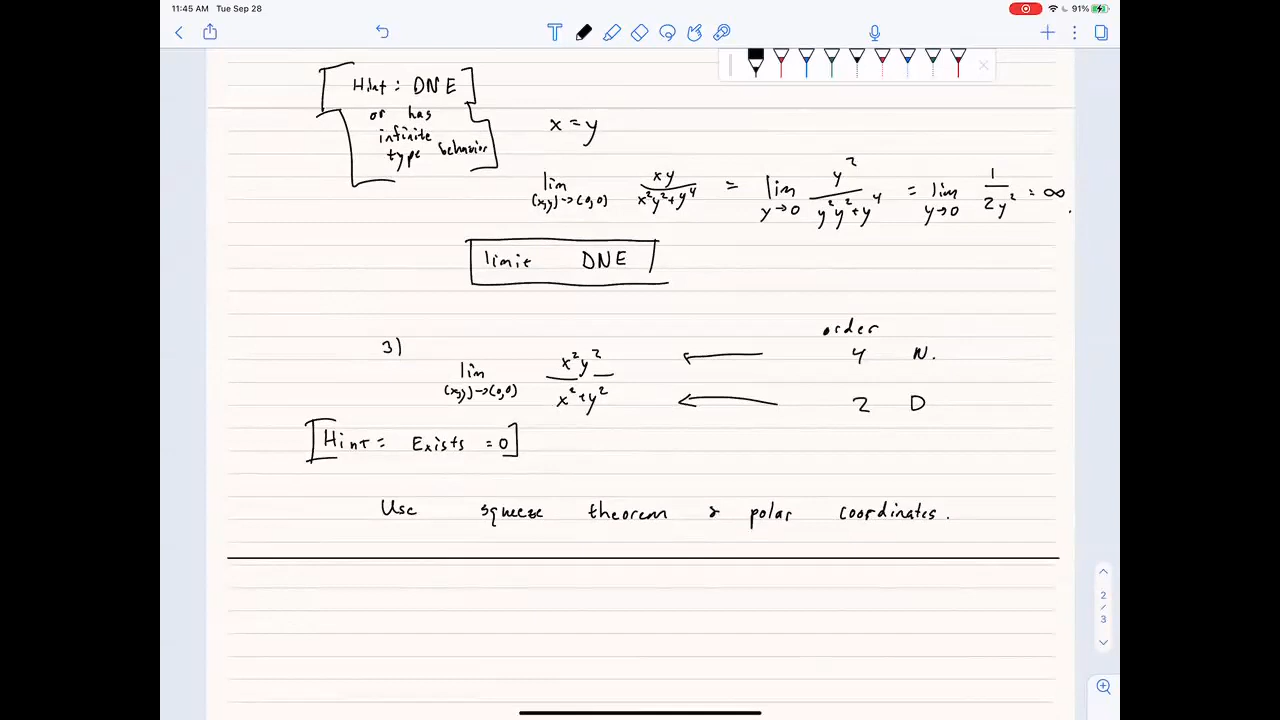 11:45 AM Tue Sep 28
91%
Hint: DNE
or has
infinite
type behavior
x = y
lim (x,y)→(0,0) xy / x²y²+y⁴ = lim y→0 y² / y²y²+y⁴ = lim y→0 1 / 2y² = ∞.
limit DNE
order
3) lim (x,y)→(0,0) x²y² / x²+y²
4 N.
2 D
Hint = Exists = 0
Use squeeze theorem & polar coordinates.
2
/
3